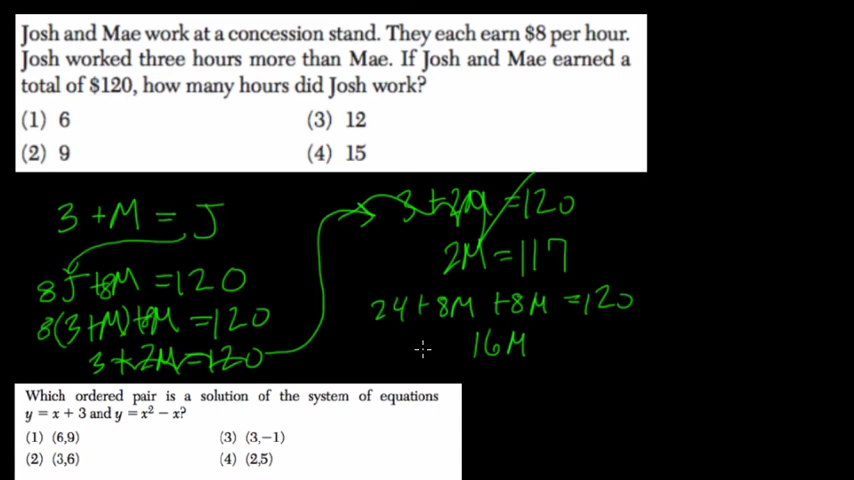 Josh and Mae work at a concession stand. They each earn $8 per hour.
Josh worked three hours more than Mae. If Josh and Mae earned a
total of $120, how many hours did Josh work?
(1) 6 (3) 12
(2) 9 (4) 15
3 + M = J
8J + 8M = 120
8(3+M) + 8M = 120
3 + 2M = 120
3 + 2M = 120
2M = 117
24 + 8M + 8M = 120
16M
Which ordered pair is a solution of the system of equations
y = x + 3 and y = x² − x?
(1) (6,9) (3) (3,−1)
(2) (3,6) (4) (2,5)